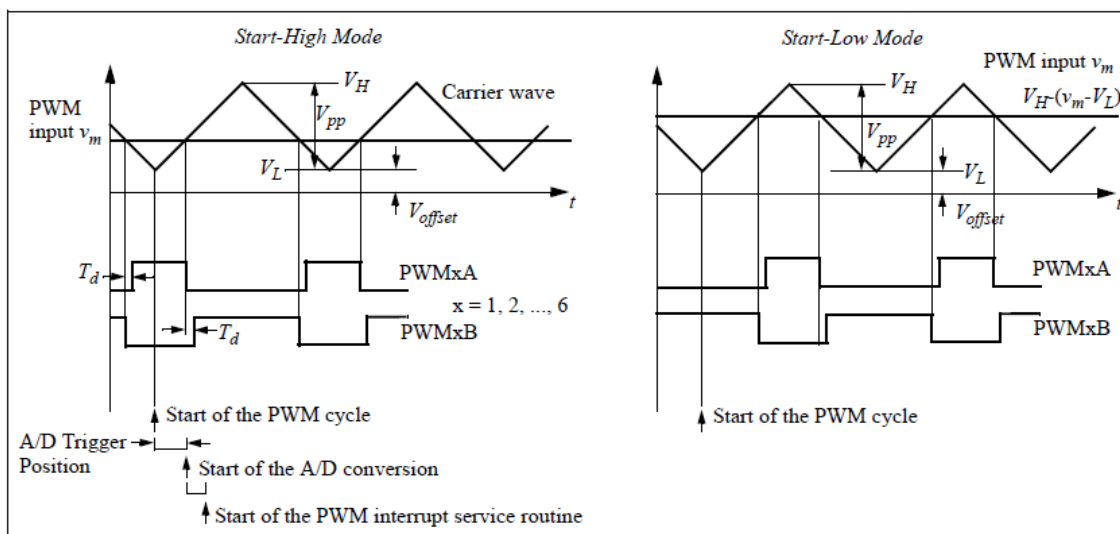 Start-High Mode
V_H
Carrier wave
PWM
input v_m
V_pp
V_L
t
V_offset
T_d
PWMxA
x = 1, 2, ..., 6
T_d
PWMxB
Start of the PWM cycle
A/D Trigger
Position
Start of the A/D conversion
Start of the PWM interrupt service routine
Start-Low Mode
PWM input v_m
V_H
V_H-(v_m-V_L)
V_pp
V_L
t
V_offset
PWMxA
PWMxB
Start of the PWM cycle